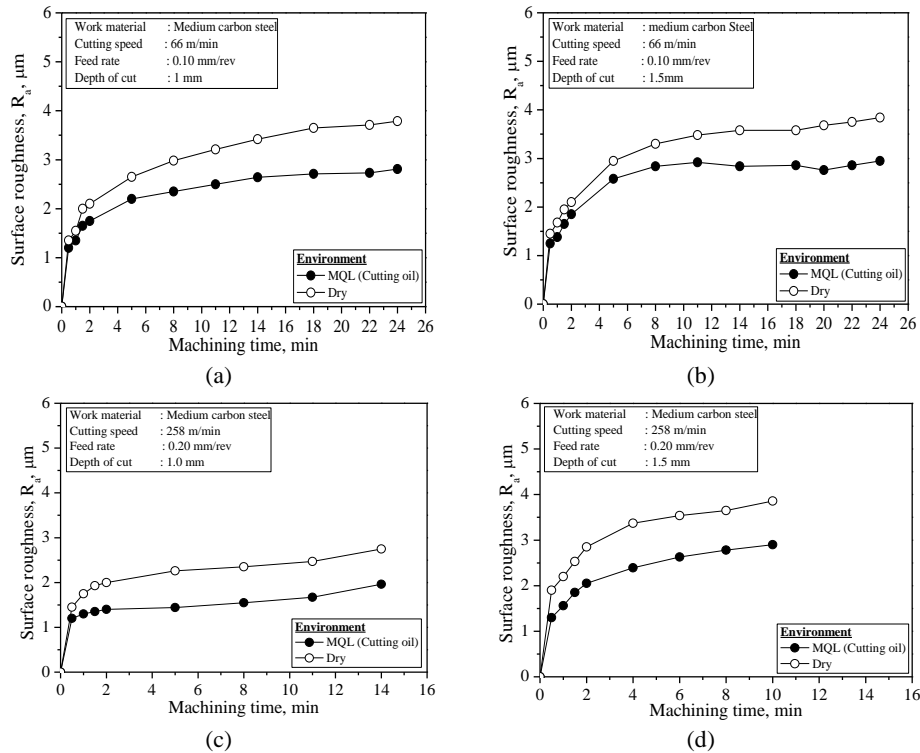 Work material : Medium carbon steel
Cutting speed : 66 m/min
Feed rate : 0.10 mm/rev
Depth of cut : 1 mm
Surface roughness, Ra, μm
6
5
4
3
2
1
0
Environment
MQL (Cutting oil)
Dry
0 2 4 6 8 10 12 14 16 18 20 22 24 26
Machining time, min
(a)
Work material : medium carbon Steel
Cutting speed : 66 m/min
Feed rate : 0.10 mm/rev
Depth of cut : 1.5mm
Surface roughness, Ra, μm
6
5
4
3
2
1
0
Environment
MQL (Cutting oil)
Dry
0 2 4 6 8 10 12 14 16 18 20 22 24 26
Machining time, min
(b)
Work material : Medium carbon steel
Cutting speed : 258 m/min
Feed rate : 0.20 mm/rev
Depth of cut : 1.0 mm
Surface roughness, Ra, μm
6
5
4
3
2
1
0
Environment
MQL (Cutting oil)
Dry
0 2 4 6 8 10 12 14 16
Machining time, min
(c)
Work material : Medium carbon steel
Cutting speed : 258 m/min
Feed rate : 0.20 mm/rev
Depth of cut : 1.5 mm
Surface roughness, Ra, μm
6
5
4
3
2
1
0
Environment
MQL (Cutting oil)
Dry
0 2 4 6 8 10 12 14 16
Machining time, min
(d)